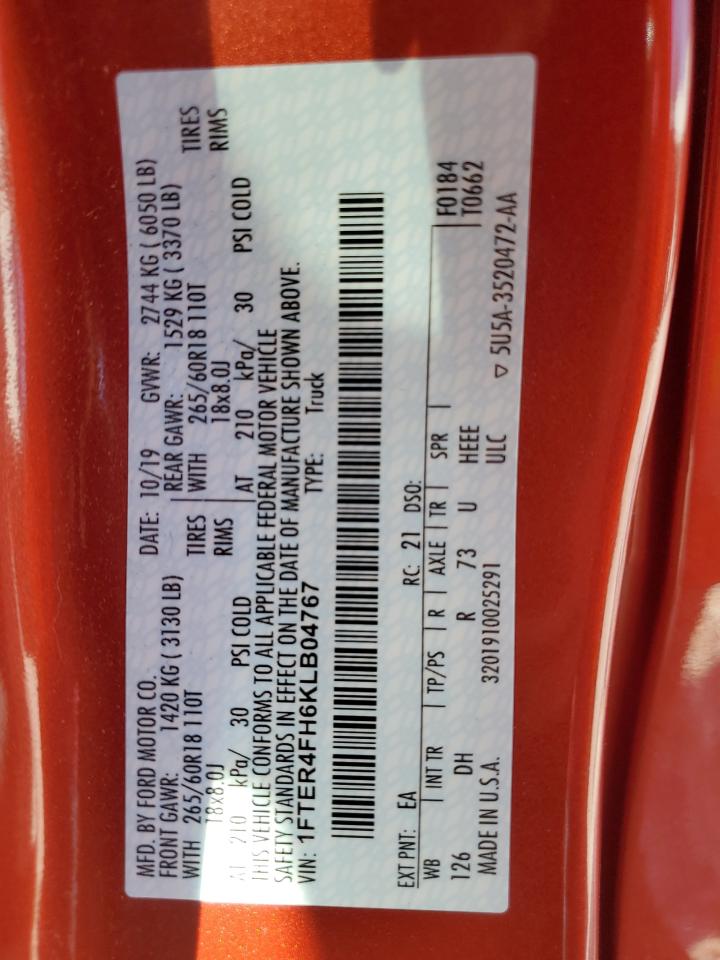 MFD. BY FORD MOTOR CO.
DATE: 10/19 GVWR: 2744 KG ( 6050 LB)
FRONT GAWR: 1420 KG ( 3130 LB) REAR GAWR: 1529 KG ( 3370 LB)
WITH 265/60R18 110T TIRES WITH 265/60R18 110T TIRES
18x8.0J RIMS 18x8.0J RIMS
AT 210 kPa/ 30 PSI COLD AT 210 kPa/ 30 PSI COLD
THIS VEHICLE CONFORMS TO ALL APPLICABLE FEDERAL MOTOR VEHICLE
SAFETY STANDARDS IN EFFECT ON THE DATE OF MANUFACTURE SHOWN ABOVE.
VIN: 1FTER4FH6KLB04767 TYPE: Truck
EXT PNT: EA RC: 21 DSO: F0184
WB INT TR TP/PS R AXLE TR SPR T0662
126 DH R 73 U HEEE
MADE IN U.S.A. 3201910025291 ULC ▽ 5U5A-3520472-AA